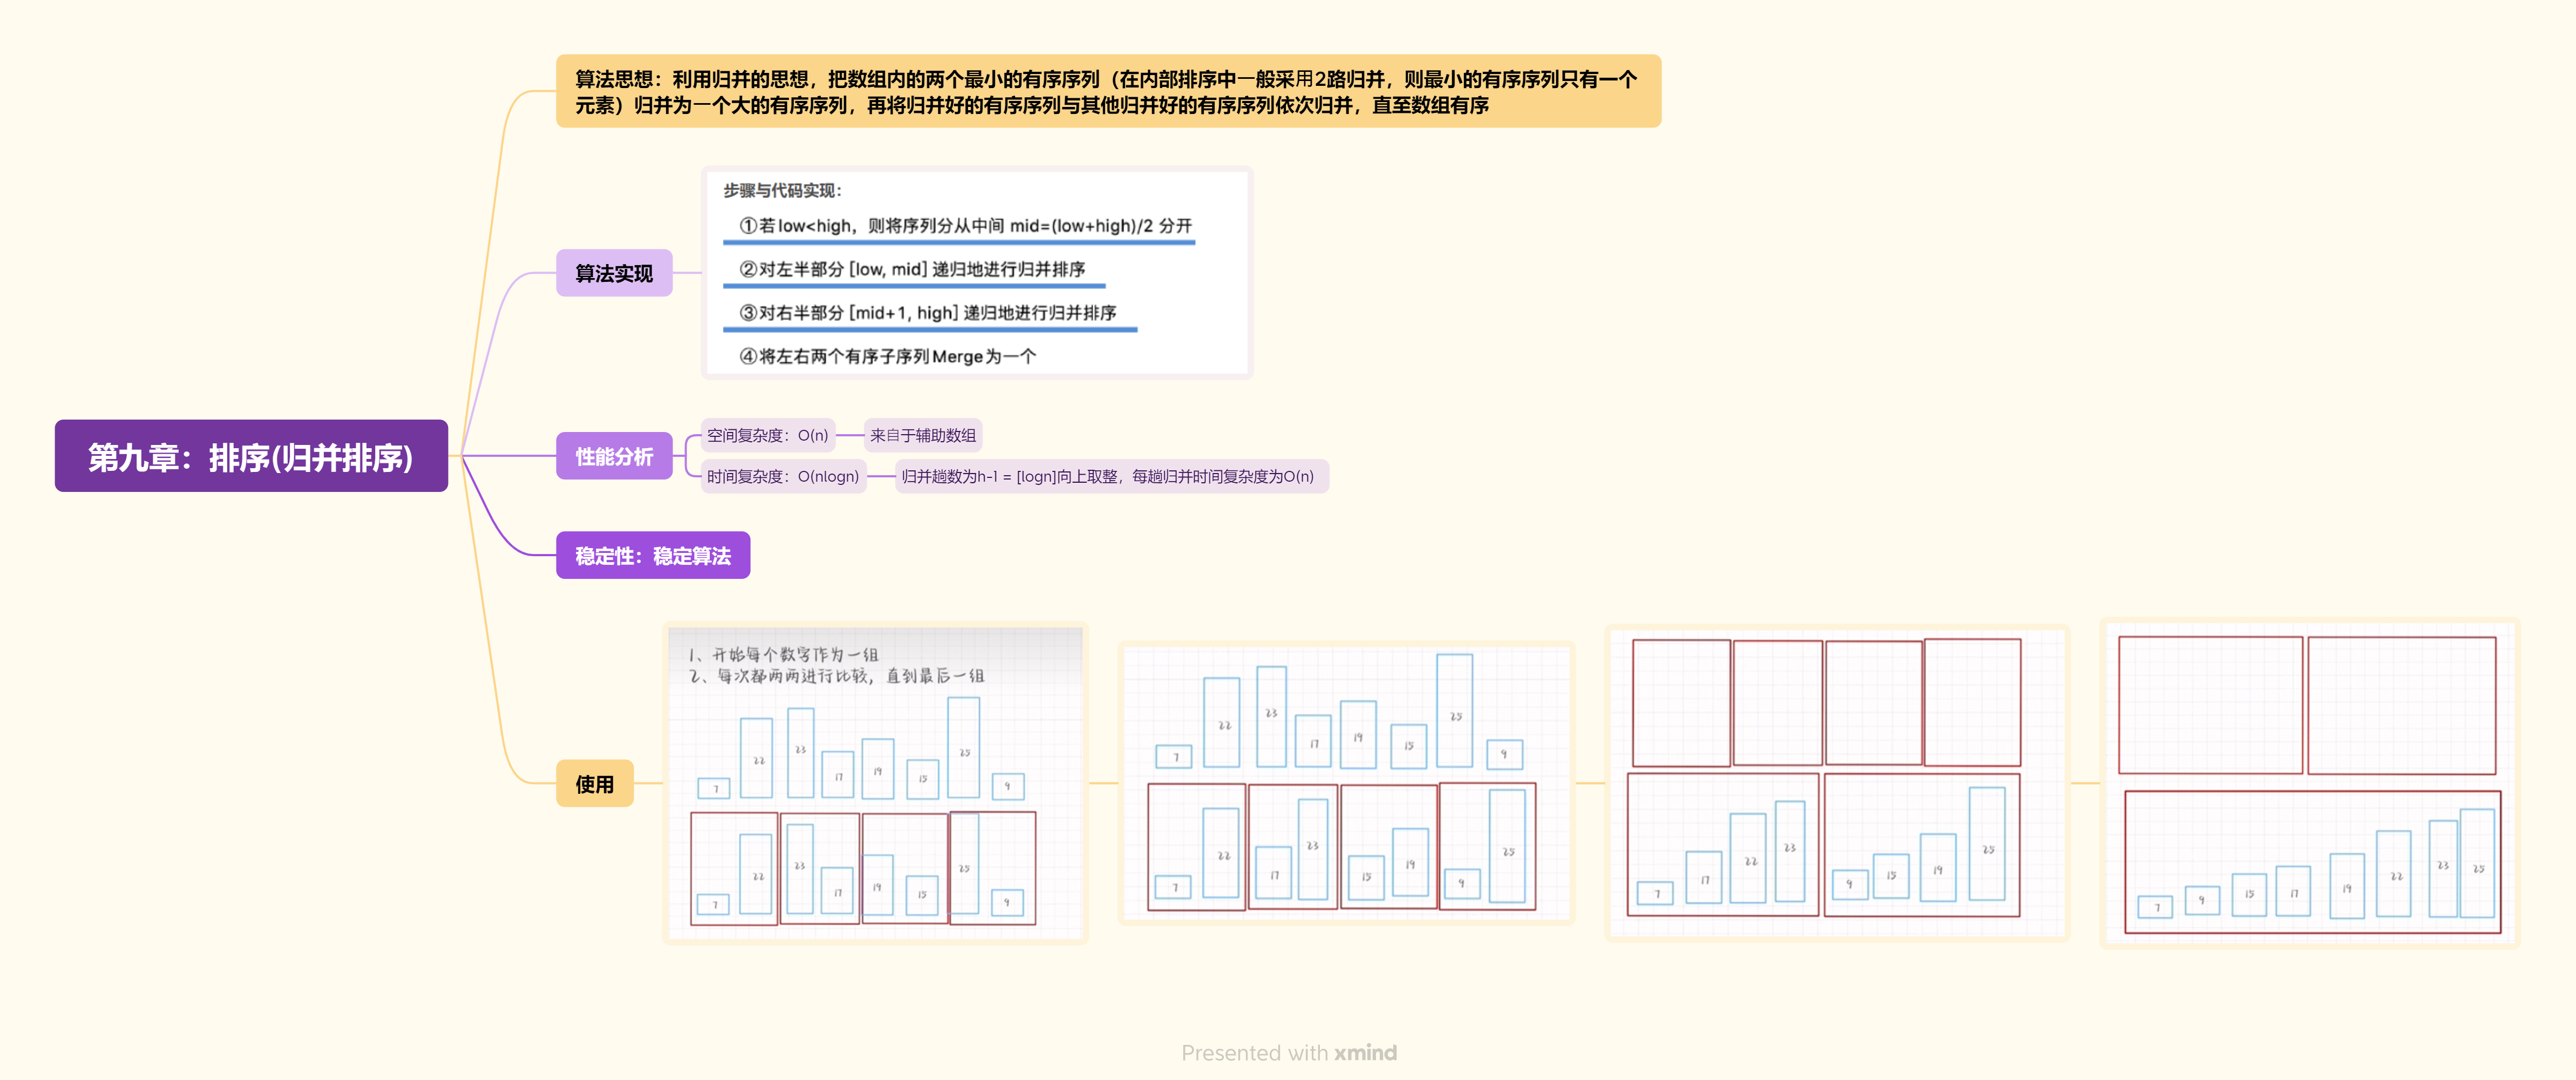 第九章：排序(归并排序)
算法思想：利用归并的思想，把数组内的两个最小的有序序列（在内部排序中一般采用2路归并，则最小的有序序列只有一个
元素）归并为一个大的有序序列，再将归并好的有序序列与其他归并好的有序序列依次归并，直至数组有序
算法实现
步骤与代码实现：
①若low<high，则将序列分从中间 mid=(low+high)/2 分开
②对左半部分 [low, mid] 递归地进行归并排序
③对右半部分 [mid+1, high] 递归地进行归并排序
④将左右两个有序子序列Merge为一个
性能分析
空间复杂度：O(n)
来自于辅助数组
时间复杂度：O(nlogn)
归并趟数为h-1 = [logn]向上取整，每趟归并时间复杂度为O(n)
稳定性：稳定算法
使用
1、开始每个数字作为一组
2、每次都两两进行比较，直到最后一组
7 22 23 17 19 15 25 9
7 22 23 17 19 15 25 9
7 22 23 17 19 15 25 9
7 22 17 23 15 19 9 25
7 17 22 23 9 15 19 25
7 9 15 17 19 22 23 25
Presented with xmind